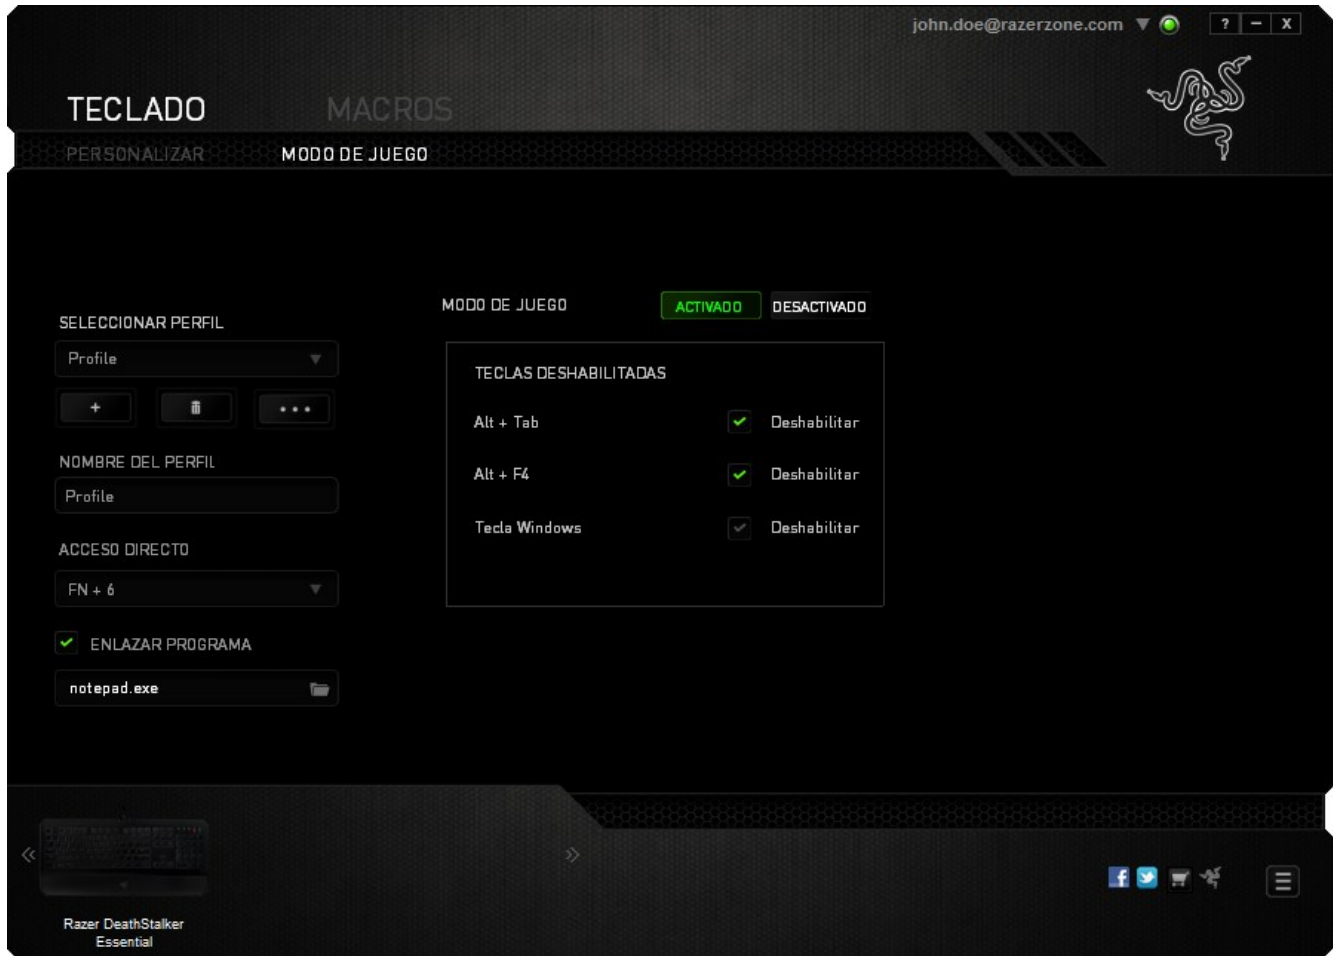 john.doe@razerzone.com
? - X
TECLADO MACROS
PERSONALIZAR MODO DE JUEGO
SELECCIONAR PERFIL
Profile
+
NOMBRE DEL PERFIL
Profile
ACCESO DIRECTO
FN + 6
ENLAZAR PROGRAMA
notepad.exe
MODO DE JUEGO ACTIVADO DESACTIVADO
TECLAS DESHABILITADAS
Alt + Tab Deshabilitar
Alt + F4 Deshabilitar
Tecla Windows Deshabilitar
Razer DeathStalker
Essential